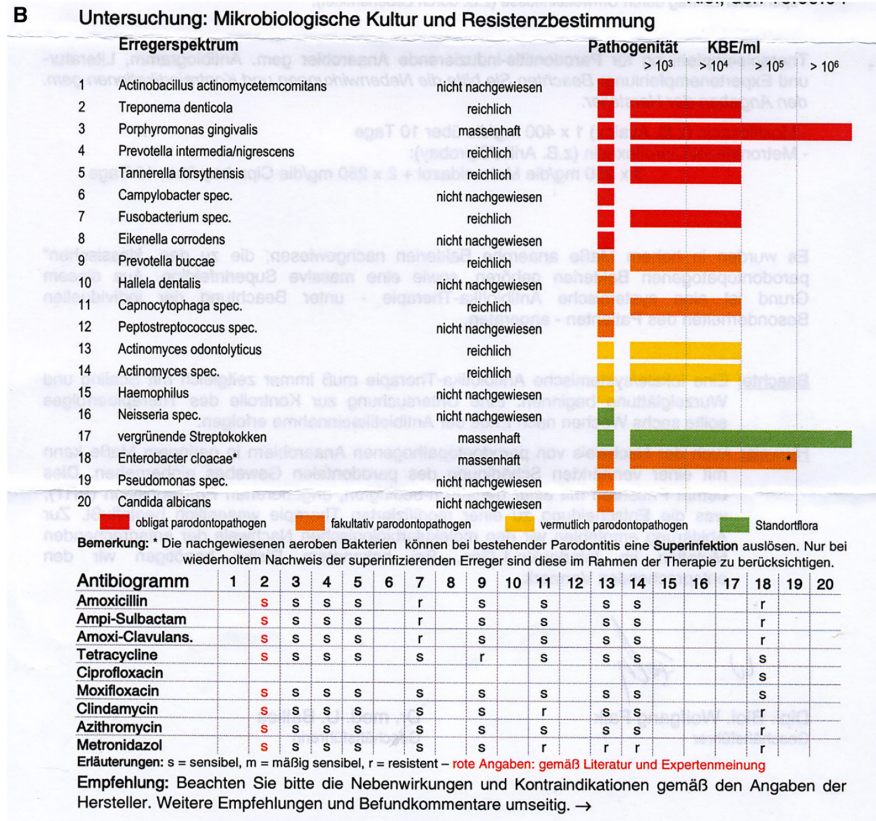 B
Untersuchung: Mikrobiologische Kultur und Resistenzbestimmung
Erregerspektrum Pathogenität KBE/ml
> 10³ > 10⁴ > 10⁵ > 10⁶
1 Actinobacillus actinomycetemcomitans nicht nachgewiesen
2 Treponema denticola reichlich
3 Porphyromonas gingivalis massenhaft
4 Prevotella intermedia/nigrescens reichlich
5 Tannerella forsythensis reichlich
6 Campylobacter spec. nicht nachgewiesen
7 Fusobacterium spec. reichlich
8 Eikenella corrodens nicht nachgewiesen
9 Prevotella buccae reichlich
10 Hallela dentalis nicht nachgewiesen
11 Capnocytophaga spec. reichlich
12 Peptostreptococcus spec. nicht nachgewiesen
13 Actinomyces odontolyticus reichlich
14 Actinomyces spec. reichlich
15 Haemophilus nicht nachgewiesen
16 Neisseria spec. nicht nachgewiesen
17 vergrünende Streptokokken massenhaft
18 Enterobacter cloacae* massenhaft *
19 Pseudomonas spec. nicht nachgewiesen
20 Candida albicans nicht nachgewiesen
obligat parodontopathogen fakultativ parodontopathogen vermutlich parodontopathogen Standortflora
Bemerkung: * Die nachgewiesenen aeroben Bakterien können bei bestehender Parodontitis eine Superinfektion auslösen. Nur bei
wiederholtem Nachweis der superinfizierenden Erreger sind diese im Rahmen der Therapie zu berücksichtigen.
Antibiogramm 1 2 3 4 5 6 7 8 9 10 11 12 13 14 15 16 17 18 19 20
Amoxicillin s s s s r s s s s r
Ampi-Sulbactam s s s s r s s s s r
Amoxi-Clavulans. s s s s r s s s s r
Tetracycline s s s s s r s s s s
Ciprofloxacin s
Moxifloxacin s s s s s s s s s s
Clindamycin s s s s s s r s s r
Azithromycin s s s s s s s s s r
Metronidazol s s s s s s r r r r
Erläuterungen: s = sensibel, m = mäßig sensibel, r = resistent – rote Angaben: gemäß Literatur und Expertenmeinung
Empfehlung: Beachten Sie bitte die Nebenwirkungen und Kontraindikationen gemäß den Angaben der
Hersteller. Weitere Empfehlungen und Befundkommentare umseitig. →